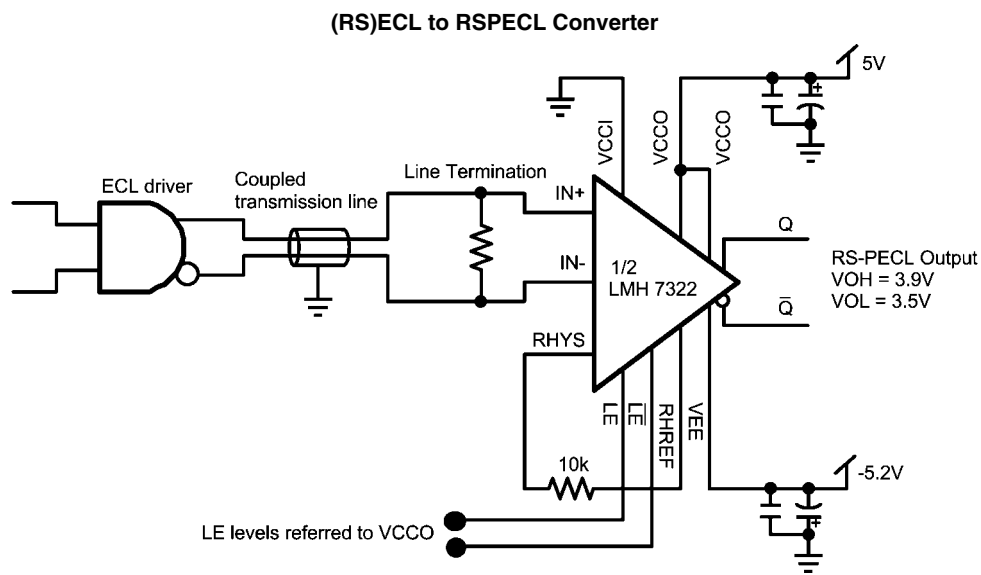 (RS)ECL to RSPECL Converter
5V
VCCI
VCCO
VCCO
ECL driver
Coupled
transmission line
Line Termination
IN+
IN-
1/2
LMH 7322
Q
Q̅
RS-PECL Output
VOH = 3.9V
VOL = 3.5V
RHYS
LE
L̅E̅
RHREF
VEE
10k
-5.2V
LE levels referred to VCCO
+
+